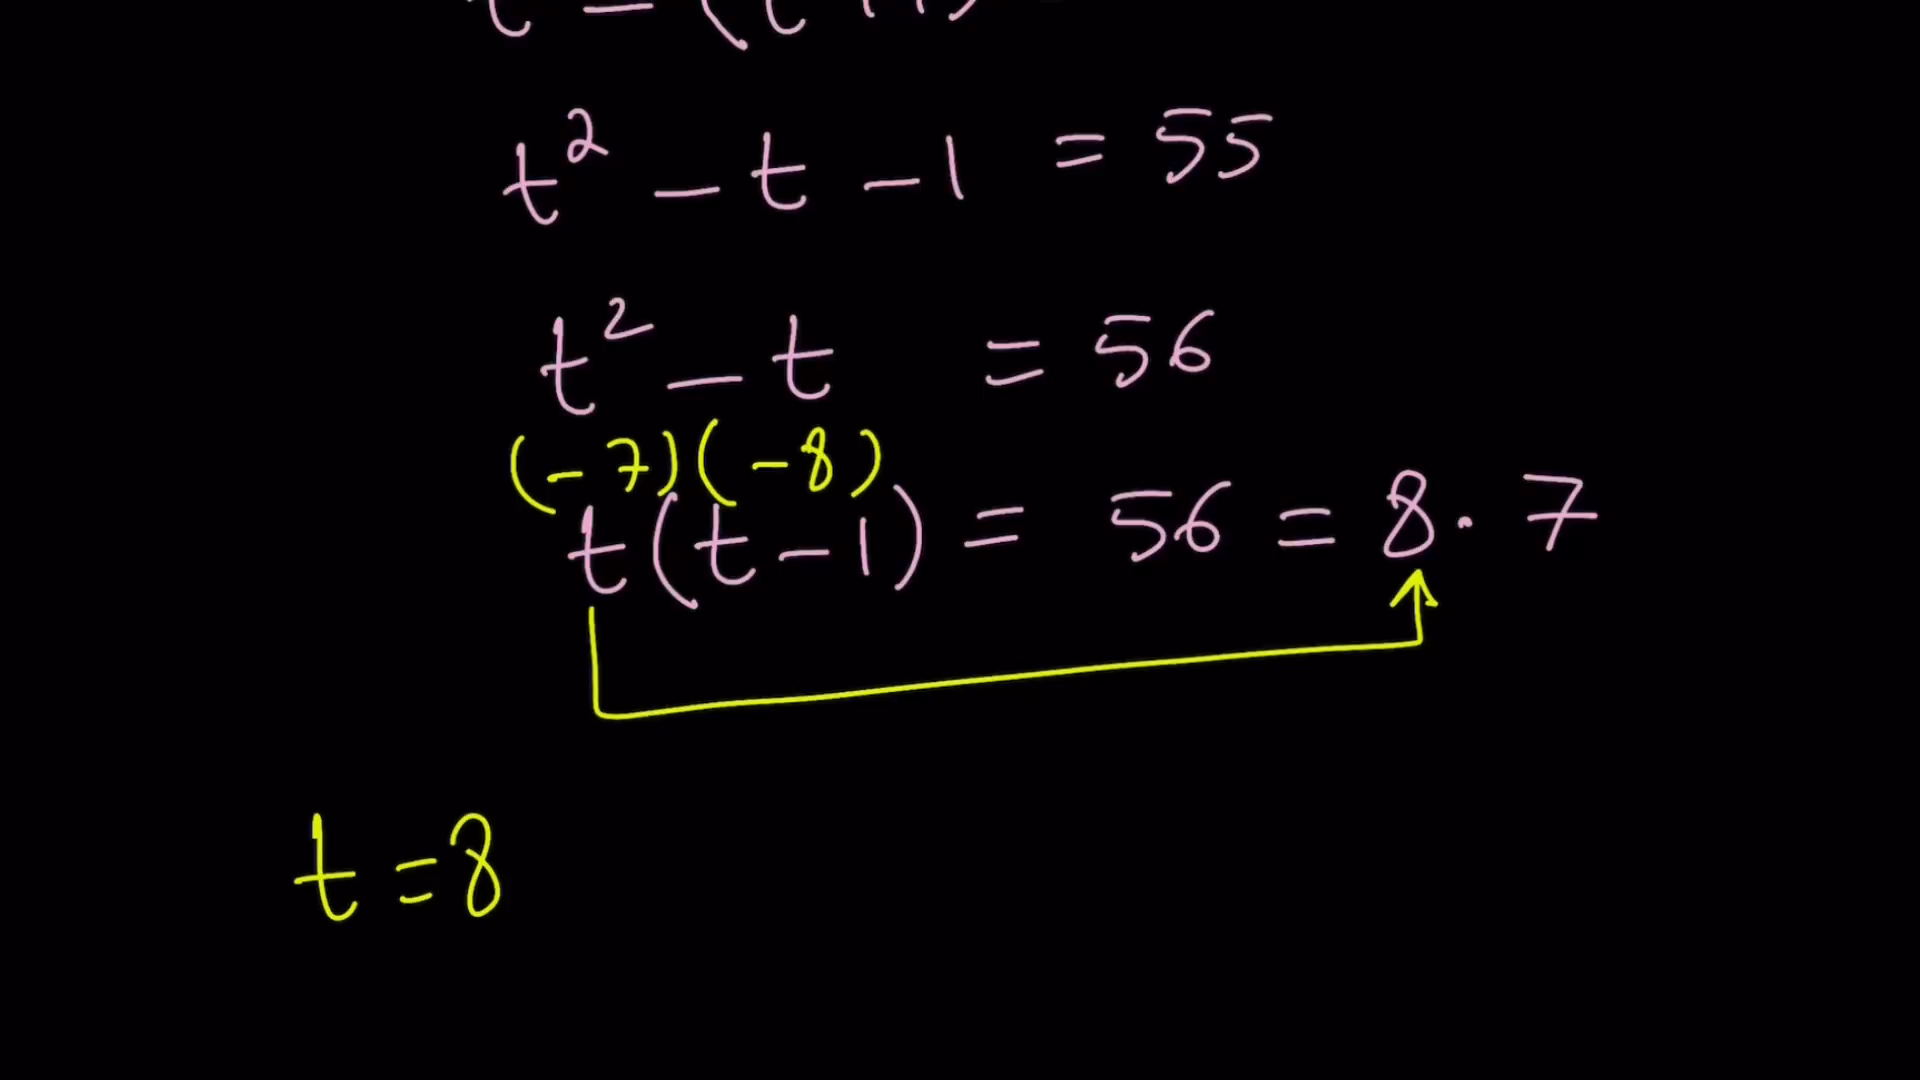 t² - t - 1 = 55
t² - t = 56
(-7)(-8)
t(t-1) = 56 = 8 · 7
t = 8